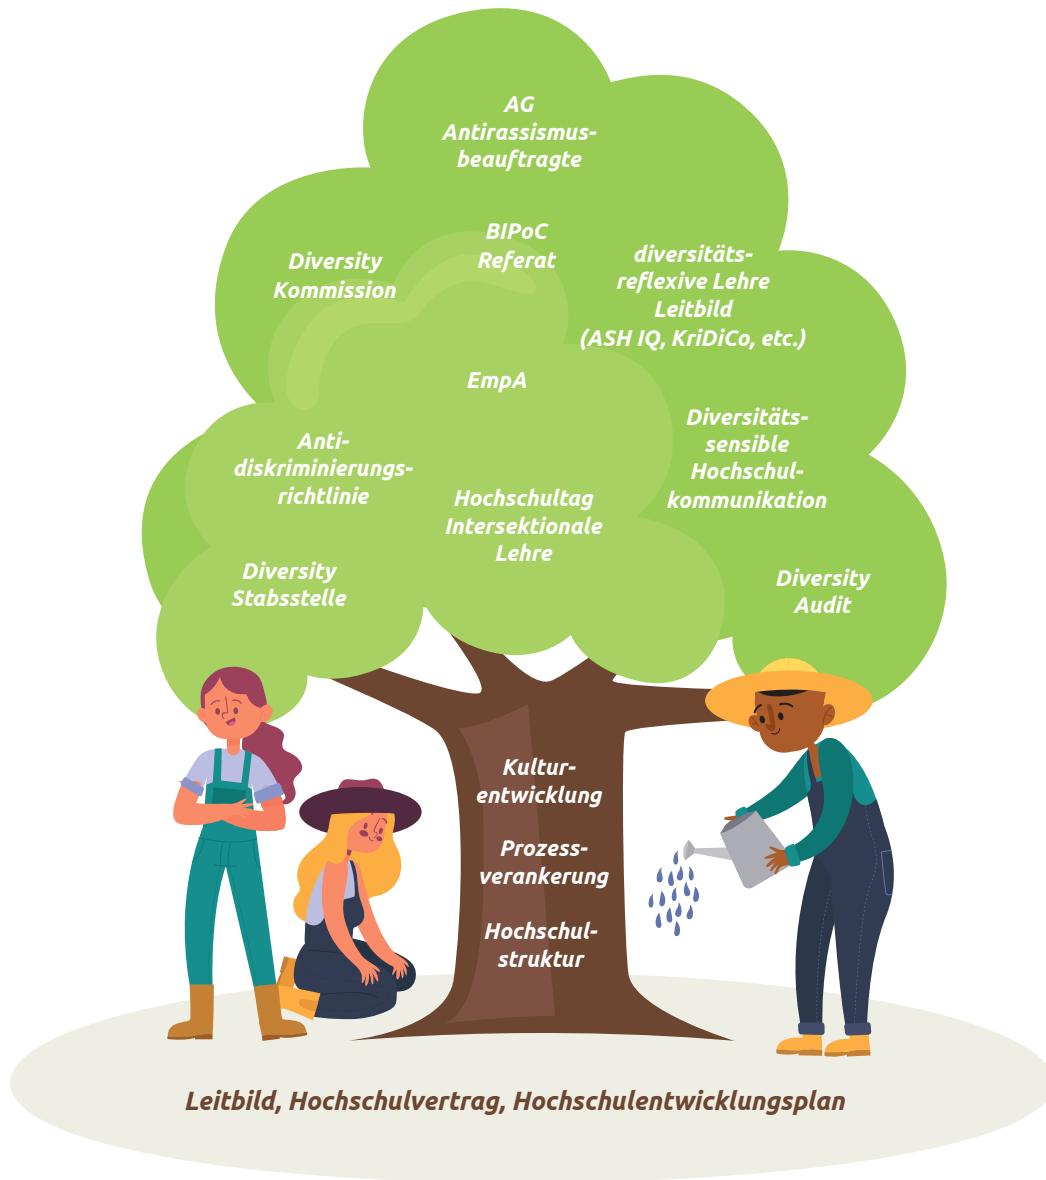 AG
Antirassismus-
beauftragte
BIPoC
Referat
Diversity
Kommission
diversitäts-
reflexive Lehre
Leitbild
(ASH IQ, KriDiCo, etc.)
EmpA
Anti-
diskriminierungs-
richtlinie
Diversitäts-
sensible
Hochschul-
kommunikation
Hochschultag
Intersektionale
Lehre
Diversity
Stabsstelle
Diversity
Audit
Kultur-
entwicklung
Prozess-
verankerung
Hochschul-
struktur
Leitbild, Hochschulvertrag, Hochschulentwicklungsplan